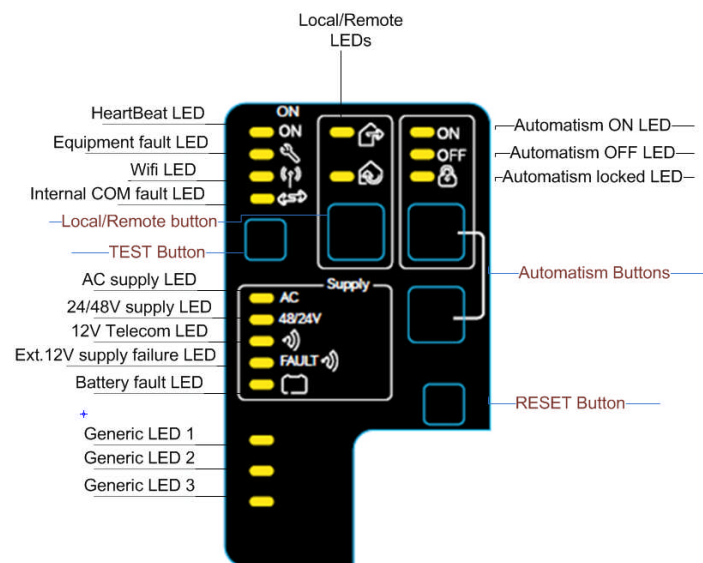 Local/Remote
LEDs
HeartBeat LED
Equipment fault LED
Wifi LED
Internal COM fault LED
Local/Remote button
TEST Button
AC supply LED
24/48V supply LED
12V Telecom LED
Ext.12V supply failure LED
Battery fault LED
Generic LED 1
Generic LED 2
Generic LED 3
ON
ON
Supply
AC
48/24V
FAULT
ON
OFF
Automatism ON LED
Automatism OFF LED
Automatism locked LED
Automatism Buttons
RESET Button